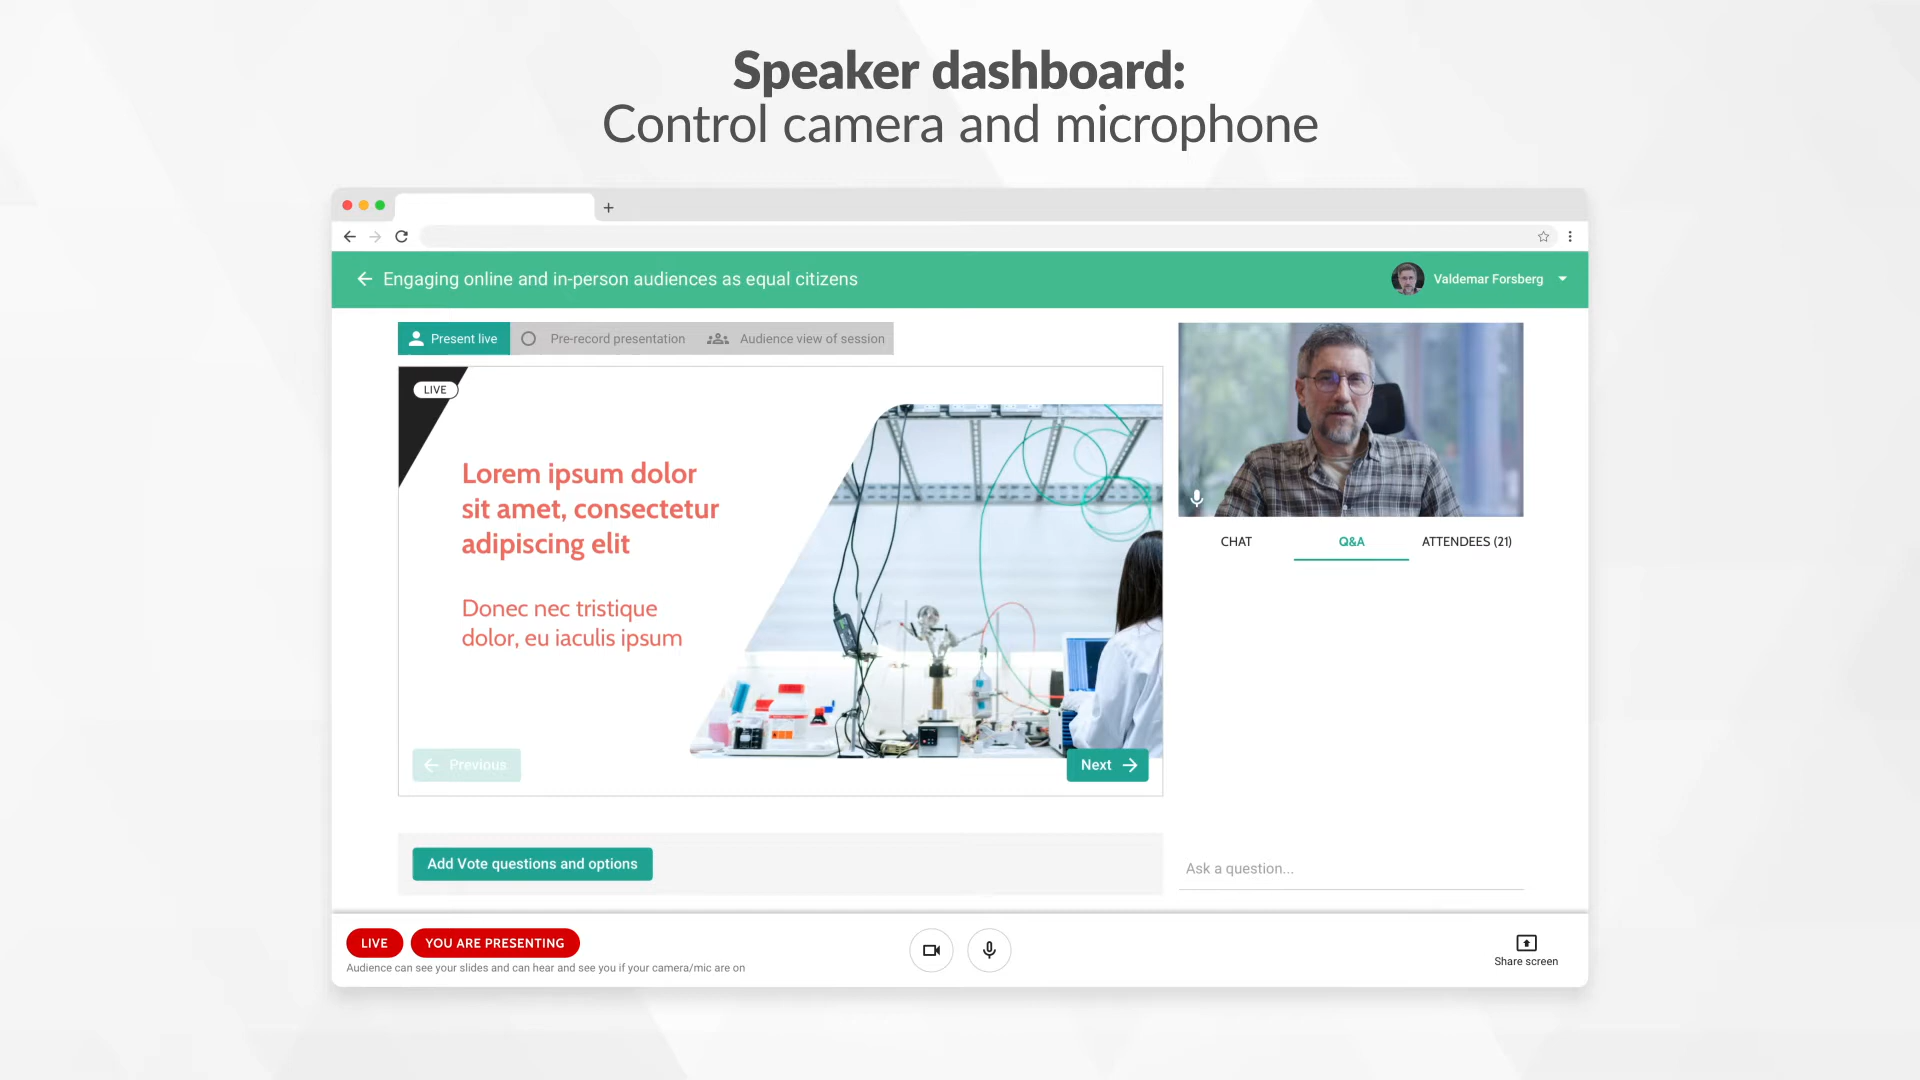 Speaker dashboard:
Control camera and microphone
Engaging online and in-person audiences as equal citizens
Valdemar Forsberg
Present live
Pre-record presentation
Audience view of session
LIVE
Lorem ipsum dolor
sit amet, consectetur
adipiscing elit
Donec nec tristique
dolor, eu iaculis ipsum
Previous
Next
CHAT
Q&A
ATTENDEES (21)
Add Vote questions and options
Ask a question...
LIVE
YOU ARE PRESENTING
Audience can see your slides and can hear and see you if your camera/mic are on
Share screen